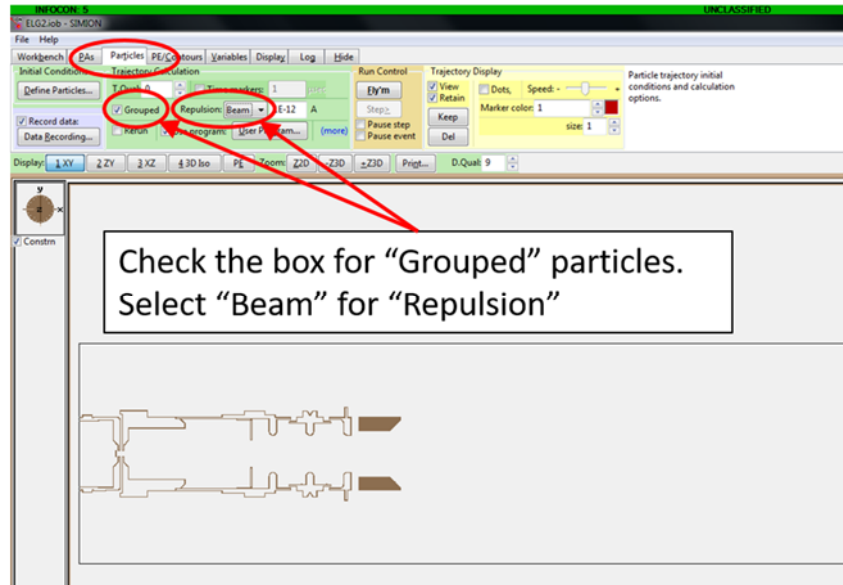 INFOCON: 5 UNCLASSIFIED
ELG2.iob - SIMION
File Help
Workbench PAs Particles PE/Contours Variables Display Log Hide
Initial Conditions Trajectory Calculation Run Control Trajectory Display
Define Particles... T.Qual: 0 Time markers: 1 usec Fly'm View Retain Dots, Speed: - + Particle trajectory initial conditions and calculation options.
Grouped Repulsion: Beam 1E-12 A Step> Keep Marker color: 1
Record data: Pause step size: 1
Data Recording... Rerun Use program: User Program... (more) Pause event Del
Display: 1 XY 2 ZY 3 XZ 4 3D Iso PE Zoom: Z2D -Z3D +Z3D Print... D.Qual: 9
y
z x
Constrn
Check the box for “Grouped” particles.
Select “Beam” for “Repulsion”